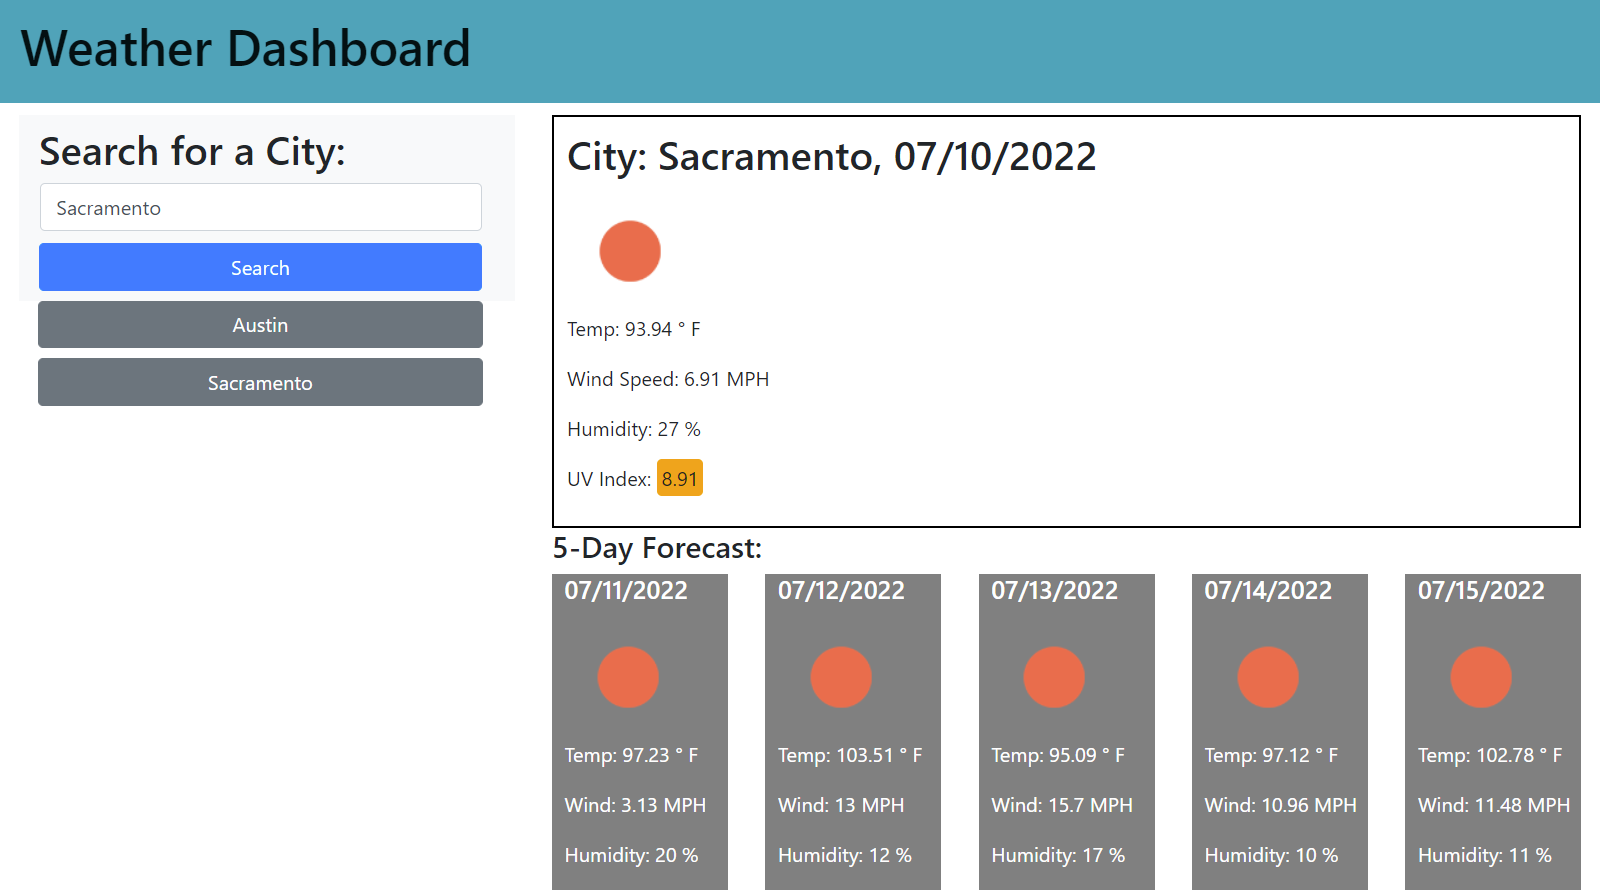 Weather Dashboard
Search for a City:
Sacramento
Search
Austin
Sacramento
City: Sacramento, 07/10/2022
Temp: 93.94 ° F
Wind Speed: 6.91 MPH
Humidity: 27 %
UV Index: 8.91
5-Day Forecast:
07/11/2022
Temp: 97.23 ° F
Wind: 3.13 MPH
Humidity: 20 %
07/12/2022
Temp: 103.51 ° F
Wind: 13 MPH
Humidity: 12 %
07/13/2022
Temp: 95.09 ° F
Wind: 15.7 MPH
Humidity: 17 %
07/14/2022
Temp: 97.12 ° F
Wind: 10.96 MPH
Humidity: 10 %
07/15/2022
Temp: 102.78 ° F
Wind: 11.48 MPH
Humidity: 11 %